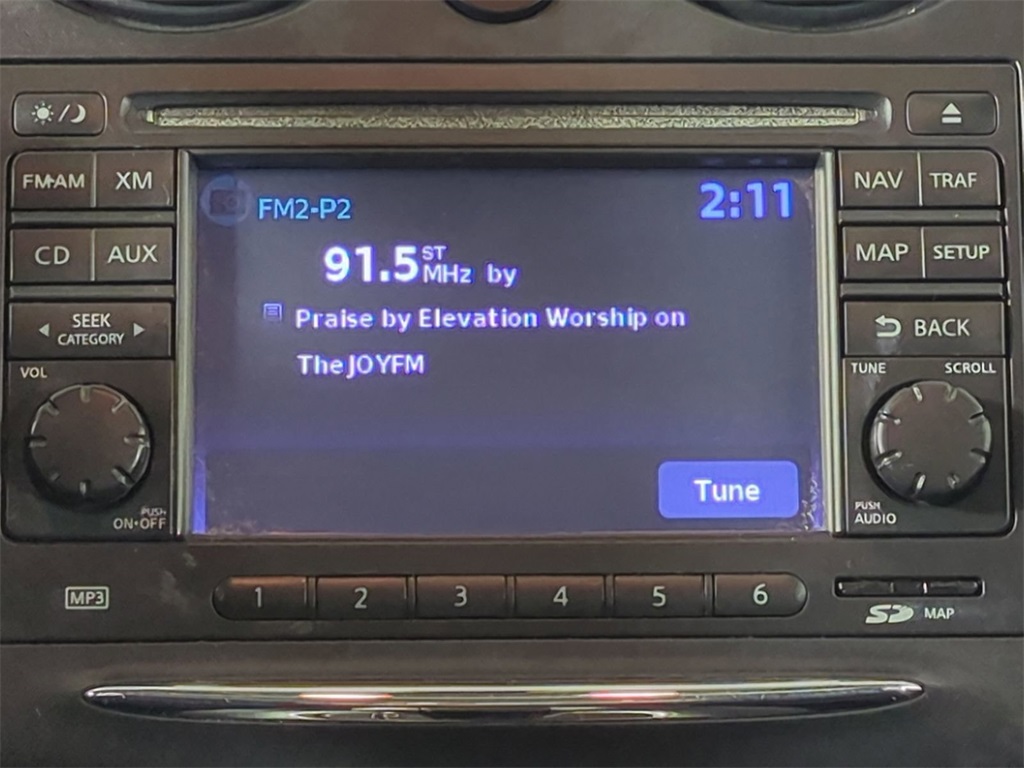 FM•AM XM
CD AUX
SEEK
CATEGORY
VOL
PUSH
ON•OFF
FM2-P2 2:11
91.5 ST MHz by
Praise by Elevation Worship on
The JOYFM
Tune
NAV TRAF
MAP SETUP
BACK
TUNE SCROLL
PUSH
AUDIO
MP3
1 2 3 4 5 6
SD MAP